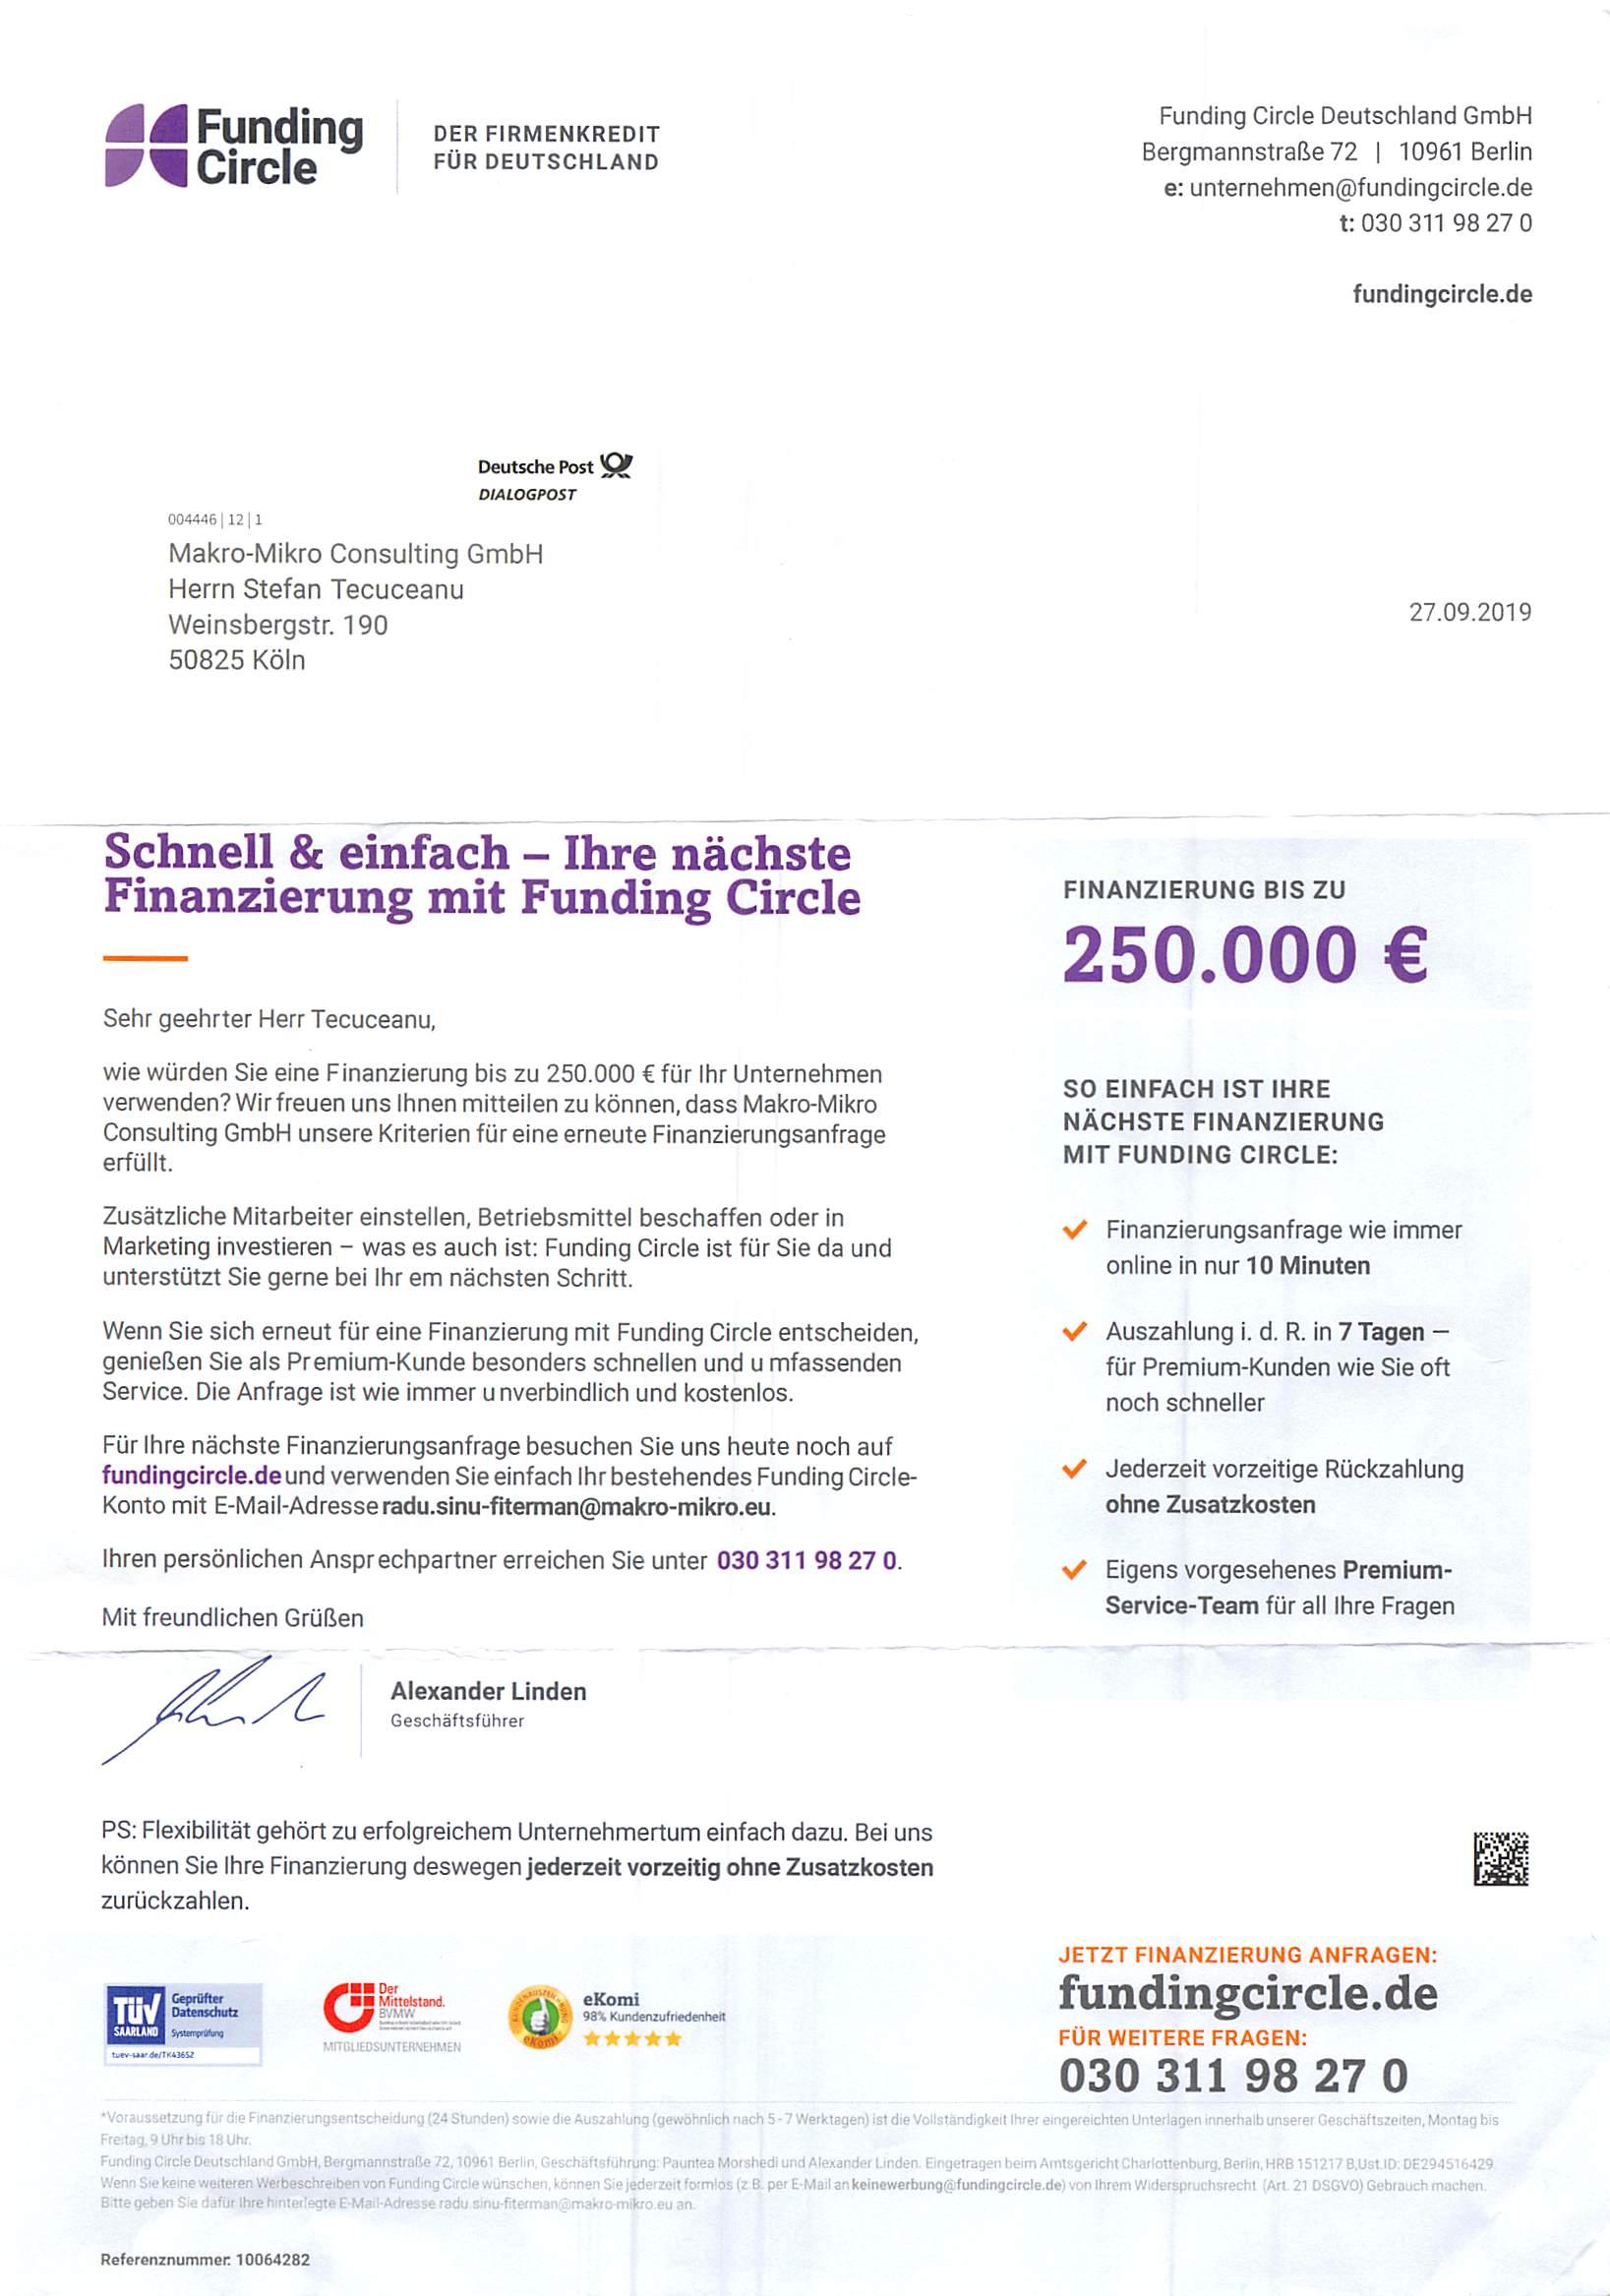 Funding
Circle
DER FIRMENKREDIT
FÜR DEUTSCHLAND
Funding Circle Deutschland GmbH
Bergmannstraße 72 | 10961 Berlin
e: unternehmen@fundingcircle.de
t: 030 311 98 27 0
fundingcircle.de
Deutsche Post
DIALOGPOST
004446 | 12 | 1
Makro-Mikro Consulting GmbH
Herrn Stefan Tecuceanu
Weinsbergstr. 190
50825 Köln
27.09.2019
Schnell & einfach – Ihre nächste
Finanzierung mit Funding Circle
Sehr geehrter Herr Tecuceanu,
wie würden Sie eine Finanzierung bis zu 250.000 € für Ihr Unternehmen
verwenden? Wir freuen uns Ihnen mitteilen zu können, dass Makro-Mikro
Consulting GmbH unsere Kriterien für eine erneute Finanzierungsanfrage
erfüllt.
Zusätzliche Mitarbeiter einstellen, Betriebsmittel beschaffen oder in
Marketing investieren – was es auch ist: Funding Circle ist für Sie da und
unterstützt Sie gerne bei Ihr em nächsten Schritt.
Wenn Sie sich erneut für eine Finanzierung mit Funding Circle entscheiden,
genießen Sie als Premium-Kunde besonders schnellen und u mfassenden
Service. Die Anfrage ist wie immer unverbindlich und kostenlos.
Für Ihre nächste Finanzierungsanfrage besuchen Sie uns heute noch auf
fundingcircle.de und verwenden Sie einfach Ihr bestehendes Funding Circle-
Konto mit E-Mail-Adresse radu.sinu-fiterman@makro-mikro.eu.
Ihren persönlichen Ansprechpartner erreichen Sie unter 030 311 98 27 0.
Mit freundlichen Grüßen
Alexander Linden
Geschäftsführer
PS: Flexibilität gehört zu erfolgreichem Unternehmertum einfach dazu. Bei uns
können Sie Ihre Finanzierung deswegen jederzeit vorzeitig ohne Zusatzkosten
zurückzahlen.
FINANZIERUNG BIS ZU
250.000 €
SO EINFACH IST IHRE
NÄCHSTE FINANZIERUNG
MIT FUNDING CIRCLE:
Finanzierungsanfrage wie immer
online in nur 10 Minuten
Auszahlung i. d. R. in 7 Tagen –
für Premium-Kunden wie Sie oft
noch schneller
Jederzeit vorzeitige Rückzahlung
ohne Zusatzkosten
Eigens vorgesehenes Premium-
Service-Team für all Ihre Fragen
TÜV
SAARLAND
Geprüfter
Datenschutz
Systemprüfung
tuev-saar.de/TK43652
Der
Mittelstand.
BVMW
MITGLIEDSUNTERNEHMEN
eKomi
eKomi
98% Kundenzufriedenheit
JETZT FINANZIERUNG ANFRAGEN:
fundingcircle.de
FÜR WEITERE FRAGEN:
030 311 98 27 0
*Voraussetzung für die Finanzierungsentscheidung (24 Stunden) sowie die Auszahlung (gewöhnlich nach 5 - 7 Werktagen) ist die Vollständigkeit Ihrer eingereichten Unterlagen innerhalb unserer Geschäftszeiten, Montag bis
Freitag, 9 Uhr bis 18 Uhr.
Funding Circle Deutschland GmbH, Bergmannstraße 72, 10961 Berlin, Geschäftsführung: Pauntea Morshedi und Alexander Linden. Eingetragen beim Amtsgericht Charlottenburg, Berlin, HRB 151217 B,Ust.ID: DE294516429.
Wenn Sie keine weiteren Werbeschreiben von Funding Circle wünschen, können Sie jederzeit formlos (z.B. per E-Mail an keinewerbung@fundingcircle.de) von Ihrem Widerspruchsrecht (Art. 21 DSGVO) Gebrauch machen.
Bitte geben Sie dafür Ihre hinterlegte E-Mail-Adresse radu.sinu-fiterman@makro-mikro.eu an.
Referenznummer: 10064282